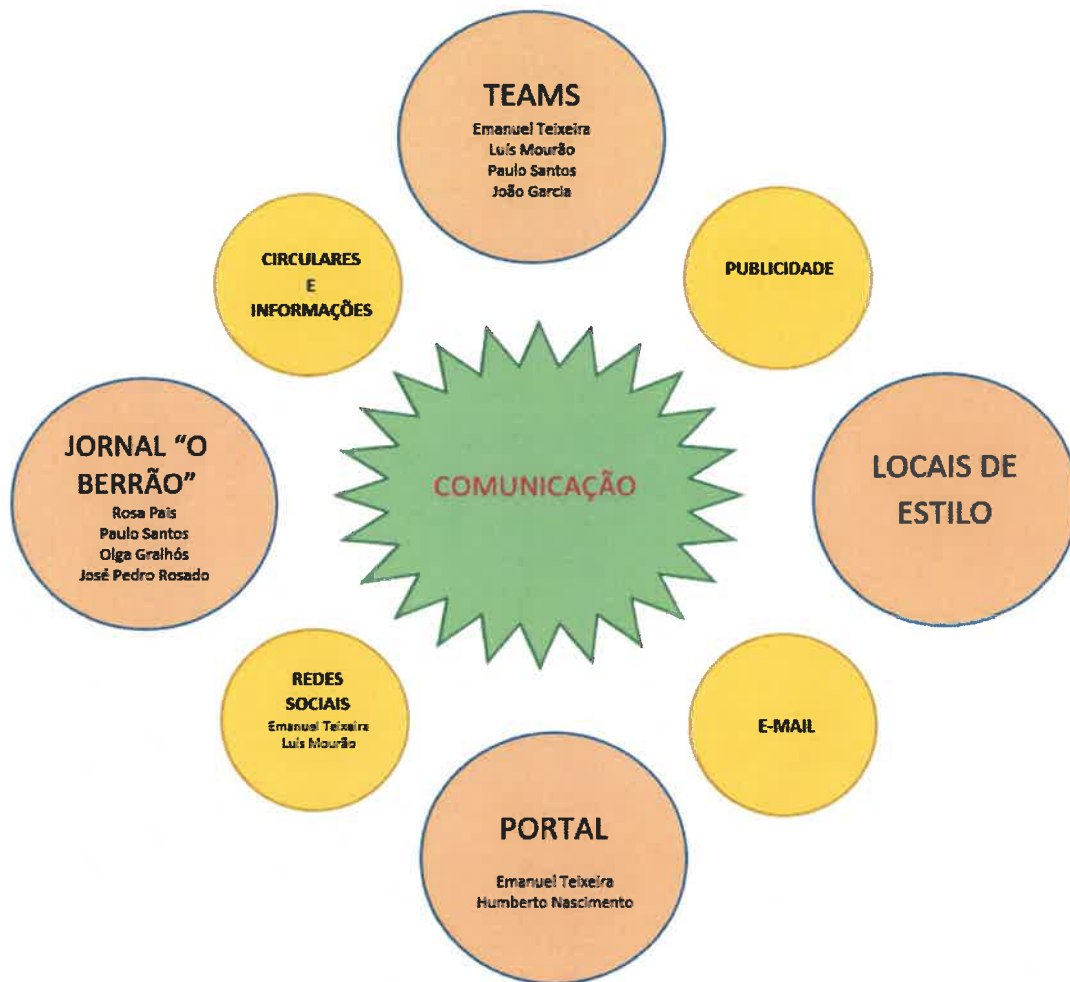 TEAMS
Emanuel Teixeira
Luís Mourão
Paulo Santos
João Garcia
CIRCULARES
E
INFORMAÇÕES
PUBLICIDADE
JORNAL “O
BERRÃO”
Rosa Pais
Paulo Santos
Olga Gralhós
José Pedro Rosado
COMUNICAÇÃO
LOCAIS DE
ESTILO
REDES
SOCIAIS
Emanuel Teixeira
Luís Mourão
E-MAIL
PORTAL
Emanuel Teixeira
Humberto Nascimento